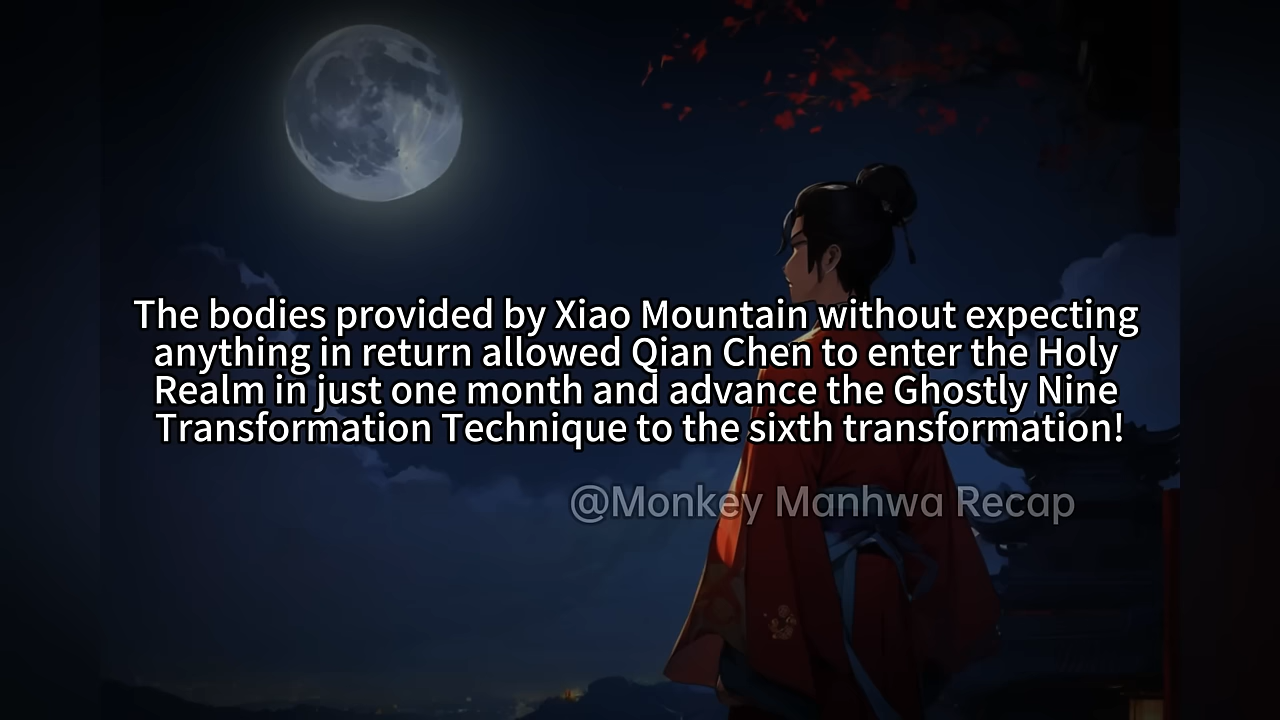 The bodies provided by Xiao Mountain without expecting
anything in return allowed Qian Chen to enter the Holy
Realm in just one month and advance the Ghostly Nine
Transformation Technique to the sixth transformation!
@Monkey Manhwa Recap